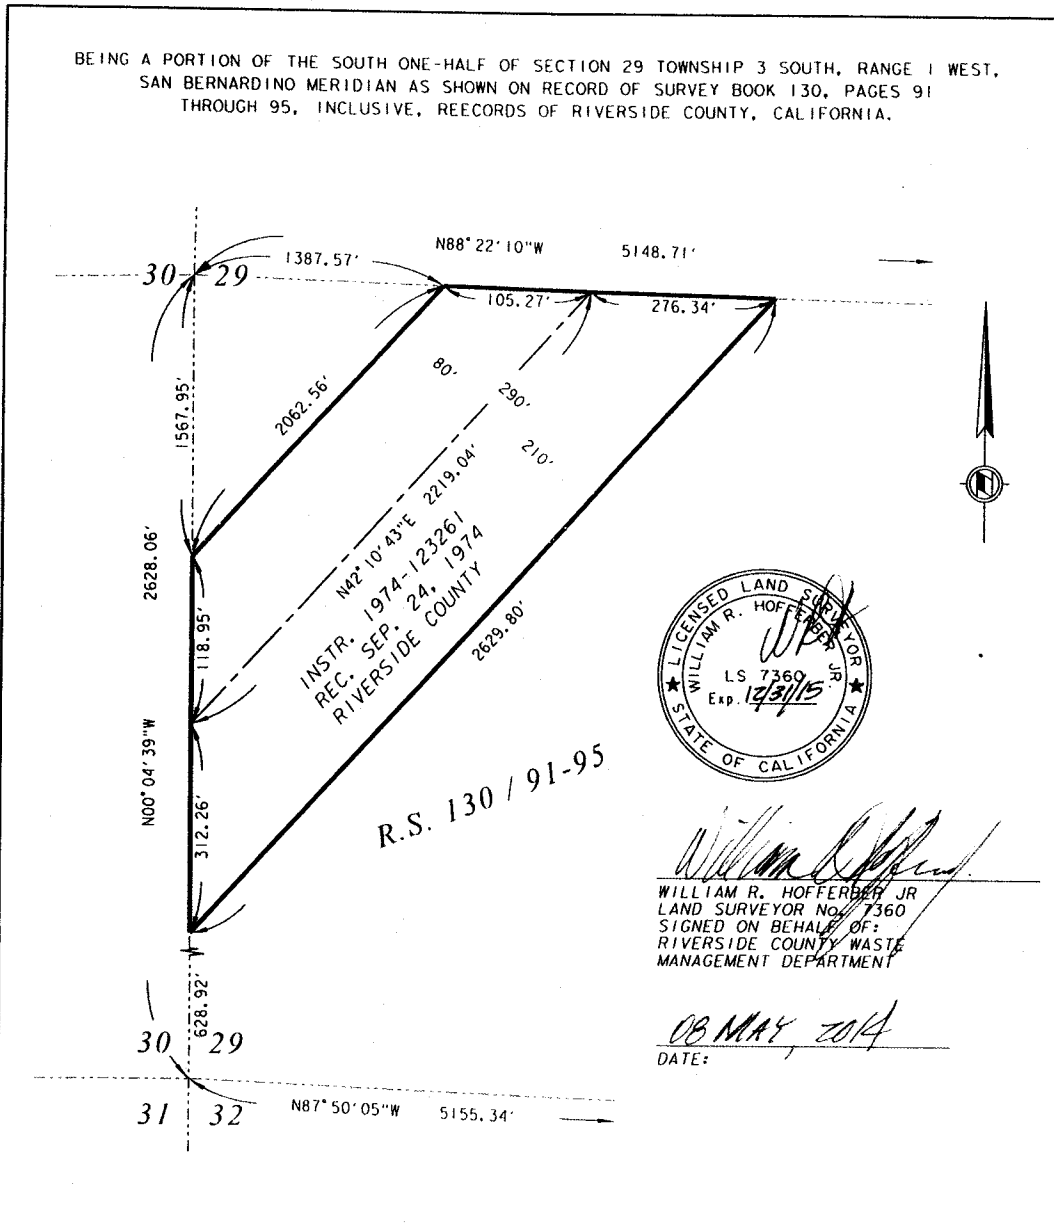 BEING A PORTION OF THE SOUTH ONE-HALF OF SECTION 29 TOWNSHIP 3 SOUTH, RANGE 1 WEST,
SAN BERNARDINO MERIDIAN AS SHOWN ON RECORD OF SURVEY BOOK 130, PAGES 91
THROUGH 95, INCLUSIVE, REECORDS OF RIVERSIDE COUNTY, CALIFORNIA.
N88°22'10"W 5148.71'
1387.57'
30 29
105.27'
276.34'
80'
290'
210'
1567.95'
2062.56'
N42°10'43"E 2219.04'
INSTR. 1974-123261
REC. SEP. 24, 1974
RIVERSIDE COUNTY
2628.06'
118.95'
2629.80'
N00°04'39"W
312.26'
R.S. 130 / 91-95
LICENSED LAND SURVEYOR
WILLIAM R. HOFFERBER JR.
LS 7360
Exp. 12/31/15
STATE OF CALIFORNIA
WILLIAM R. HOFFERBER JR
LAND SURVEYOR No. 7360
SIGNED ON BEHALF OF:
RIVERSIDE COUNTY WASTE
MANAGEMENT DEPARTMENT
628.92'
30 29
08 MAY, 2014
DATE:
31 32
N87°50'05"W 5155.34'